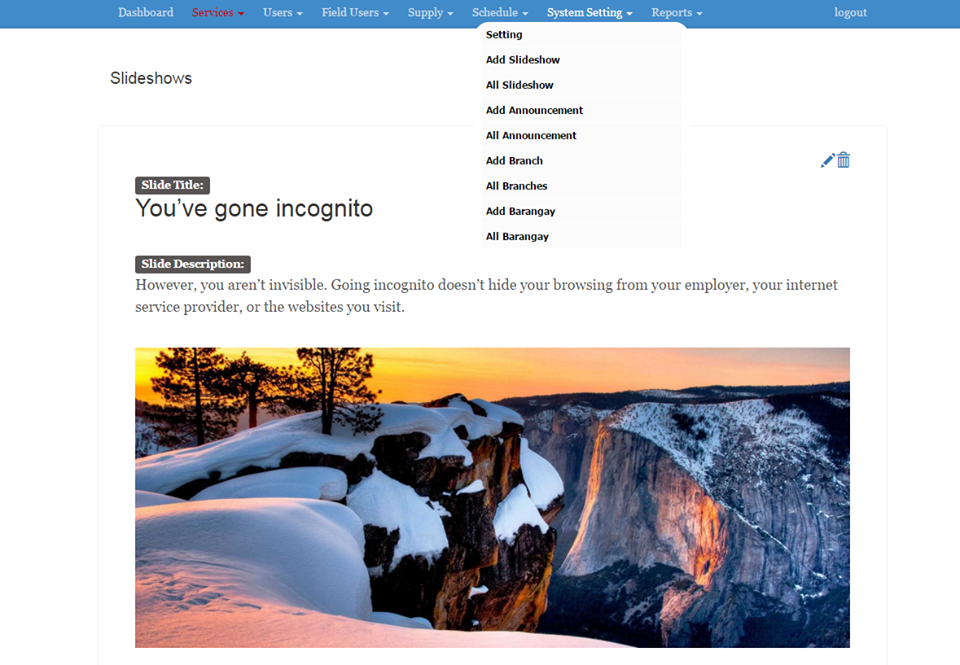 Dashboard Services Users Field Users Supply Schedule System Setting Reports logout
Setting
Add Slideshow
All Slideshow
Add Announcement
All Announcement
Add Branch
All Branches
Add Barangay
All Barangay
Slideshows
Slide Title:
You’ve gone incognito
Slide Description:
However, you aren’t invisible. Going incognito doesn’t hide your browsing from your employer, your internet
service provider, or the websites you visit.